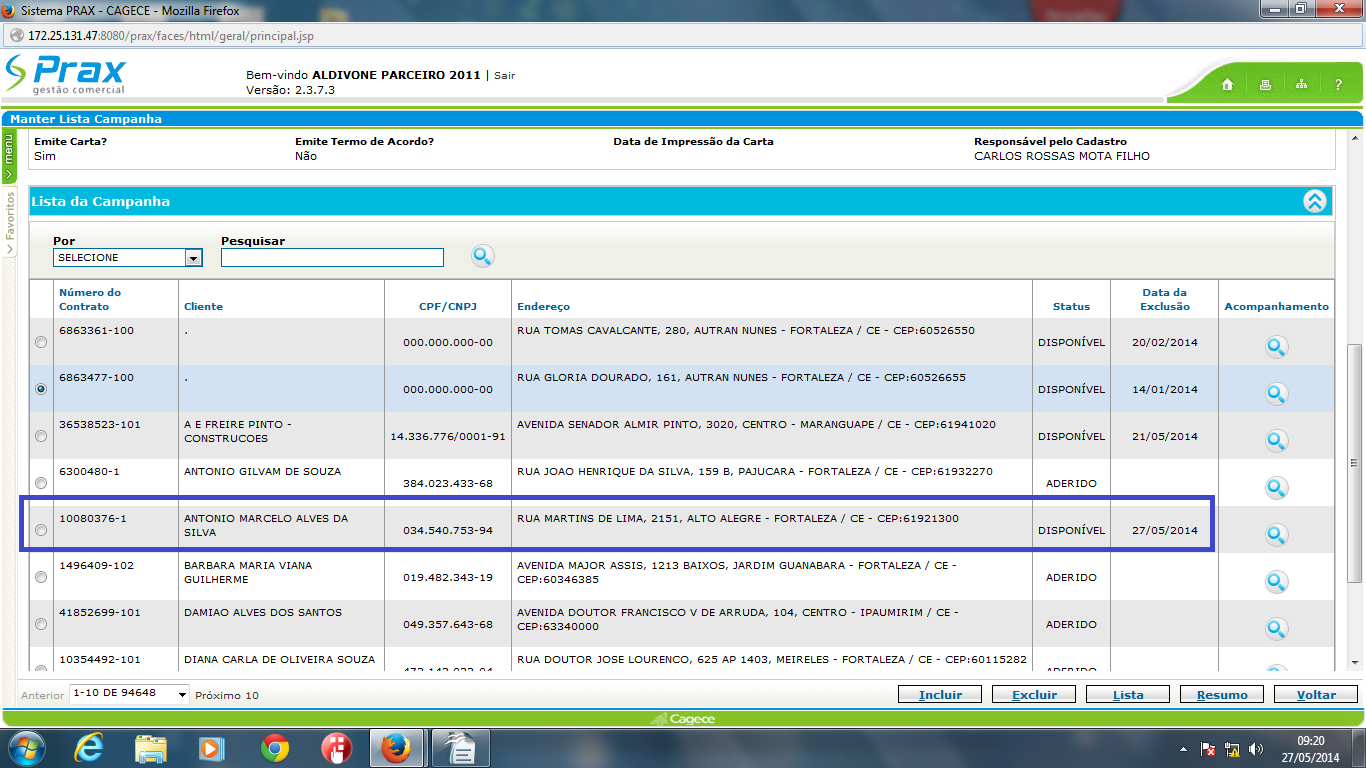 Sistema PRAX - CAGECE - Mozilla Firefox
172.25.131.47:8080/prax/faces/html/geral/principal.jsp
Prax
gestão comercial
Bem-vindo ALDIVONE PARCEIRO 2011 | Sair
Versão: 2.3.7.3
?
Manter Lista Campanha
menu
Favoritos
Emite Carta? Emite Termo de Acordo? Data de Impressão da Carta Responsável pelo Cadastro
Sim Não CARLOS ROSSAS MOTA FILHO
Lista da Campanha
Por Pesquisar
SELECIONE
Número do Contrato Cliente CPF/CNPJ Endereço Status Data da Exclusão Acompanhamento
6863361-100 . 000.000.000-00 RUA TOMAS CAVALCANTE, 280, AUTRAN NUNES - FORTALEZA / CE - CEP:60526550 DISPONÍVEL 20/02/2014
6863477-100 . 000.000.000-00 RUA GLORIA DOURADO, 161, AUTRAN NUNES - FORTALEZA / CE - CEP:60526655 DISPONÍVEL 14/01/2014
36538523-101 A E FREIRE PINTO - CONSTRUCOES 14.336.776/0001-91 AVENIDA SENADOR ALMIR PINTO, 3020, CENTRO - MARANGUAPE / CE - CEP:61941020 DISPONÍVEL 21/05/2014
6300480-1 ANTONIO GILVAM DE SOUZA 384.023.433-68 RUA JOAO HENRIQUE DA SILVA, 159 B, PAJUCARA - FORTALEZA / CE - CEP:61932270 ADERIDO
10080376-1 ANTONIO MARCELO ALVES DA SILVA 034.540.753-94 RUA MARTINS DE LIMA, 2151, ALTO ALEGRE - FORTALEZA / CE - CEP:61921300 DISPONÍVEL 27/05/2014
1496409-102 BARBARA MARIA VIANA GUILHERME 019.482.343-19 AVENIDA MAJOR ASSIS, 1213 BAIXOS, JARDIM GUANABARA - FORTALEZA / CE - CEP:60346385 ADERIDO
41852699-101 DAMIAO ALVES DOS SANTOS 049.357.643-68 AVENIDA DOUTOR FRANCISCO V DE ARRUDA, 104, CENTRO - IPAUMIRIM / CE - CEP:63340000 ADERIDO
10354492-101 DIANA CARLA DE OLIVEIRA SOUZA RUA DOUTOR JOSE LOURENCO, 625 AP 1403, MEIRELES - FORTALEZA / CE - CEP:60115282 ADERIDO
Anterior 1-10 DE 94648 Próximo 10 Incluir Excluir Lista Resumo Voltar
Cagece
09:20
27/05/2014